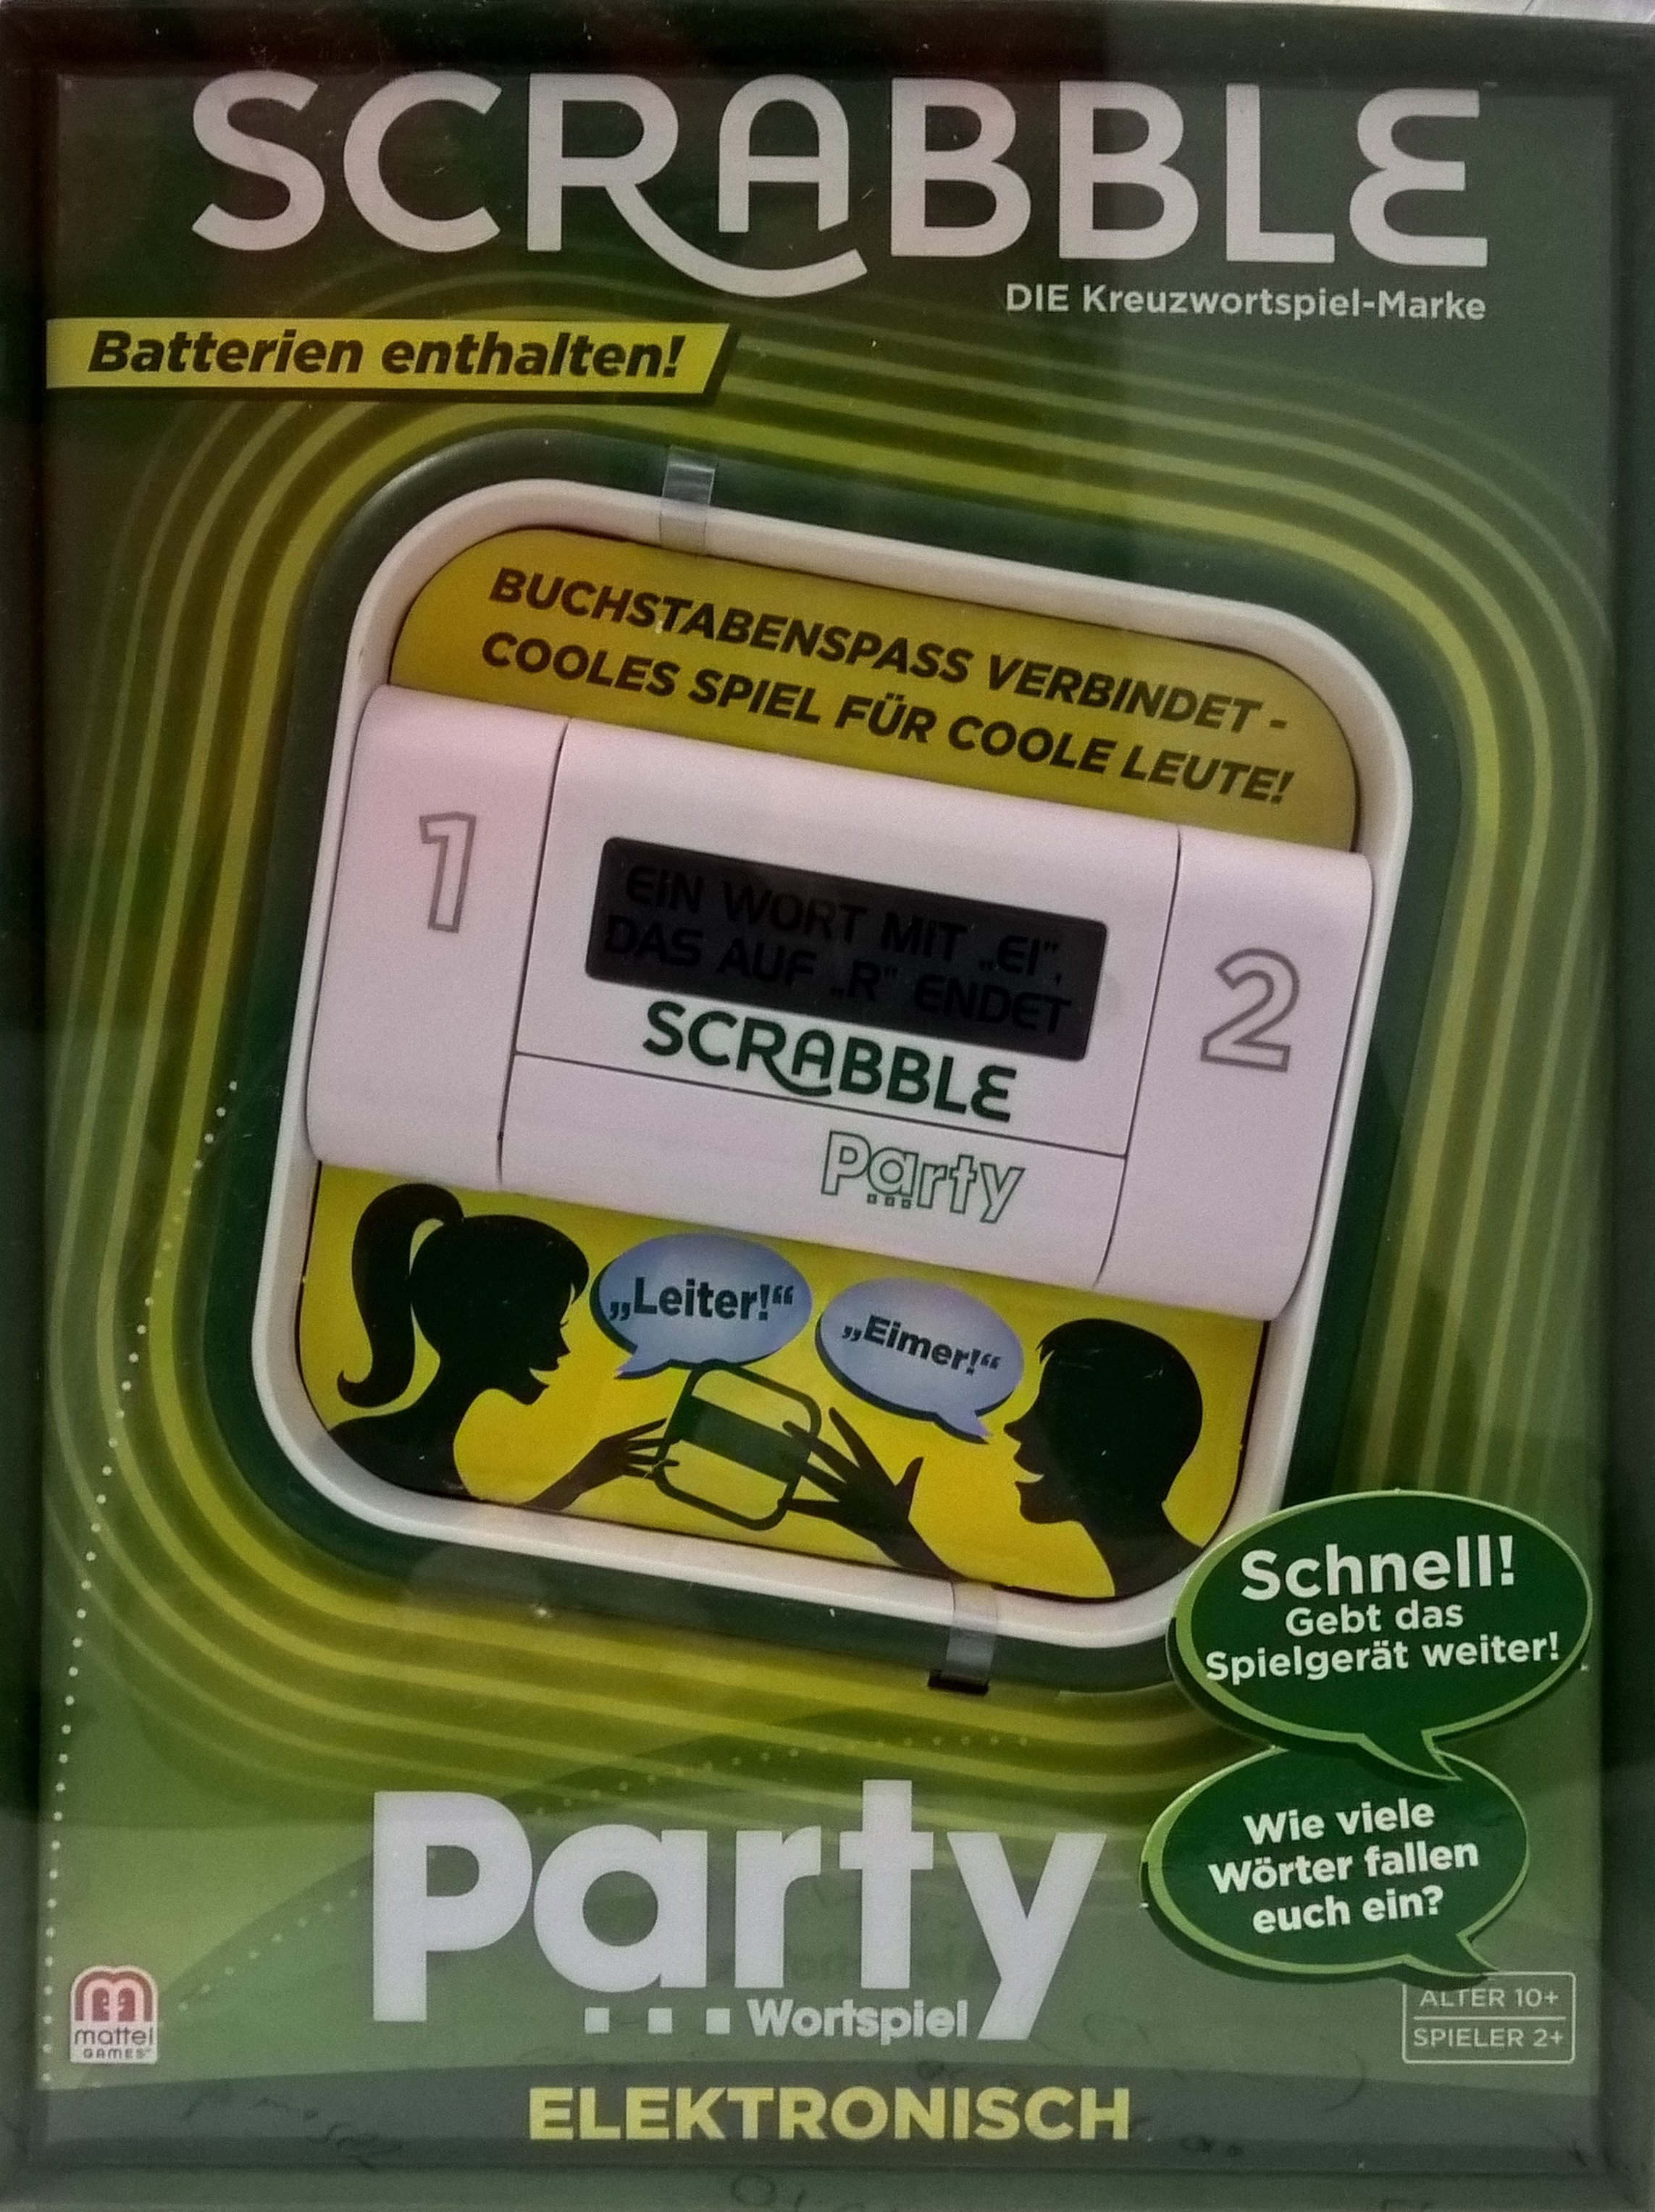 SCRABBLE
DIE Kreuzwortspiel-Marke
Batterien enthalten!
BUCHSTABENSPASS VERBINDET -
COOLES SPIEL FÜR COOLE LEUTE!
1
EIN WORT MIT „EI",
DAS AUF „R" ENDET
2
SCRABBLE
Party
„Leiter!“
„Eimer!“
Schnell!
Gebt das
Spielgerät weiter!
Wie viele
Wörter fallen
euch ein?
Party
...Wortspiel
mattel
GAMES
ALTER 10+
SPIELER 2+
ELEKTRONISCH